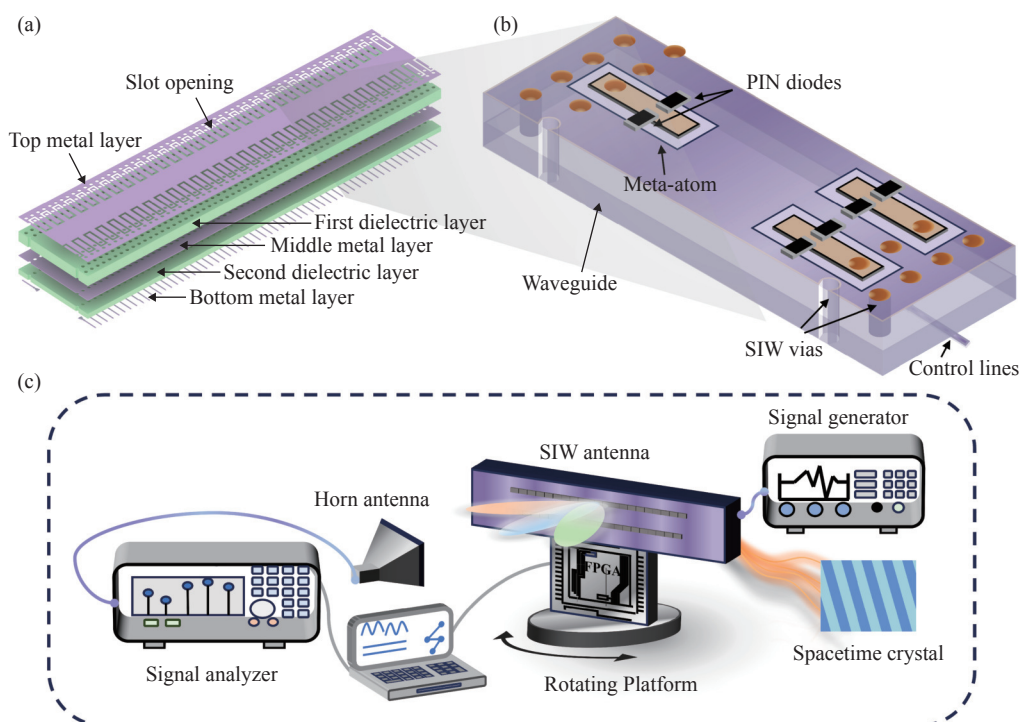 (a)
Slot opening
Top metal layer
First dielectric layer
Middle metal layer
Second dielectric layer
Bottom metal layer
(b)
PIN diodes
Meta-atom
Waveguide
SIW vias
Control lines
(c)
Signal generator
SIW antenna
Horn antenna
FPGA
Signal analyzer
Rotating Platform
Spacetime crystal